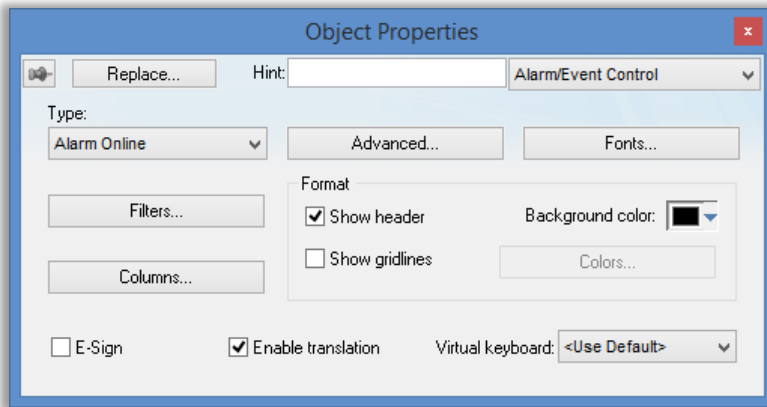 Object Properties
x
Replace... Hint: Alarm/Event Control
Type:
Alarm Online Advanced... Fonts...
Format
Filters... Show header Background color:
Show gridlines Colors...
Columns...
E-Sign Enable translation Virtual keyboard: <Use Default>